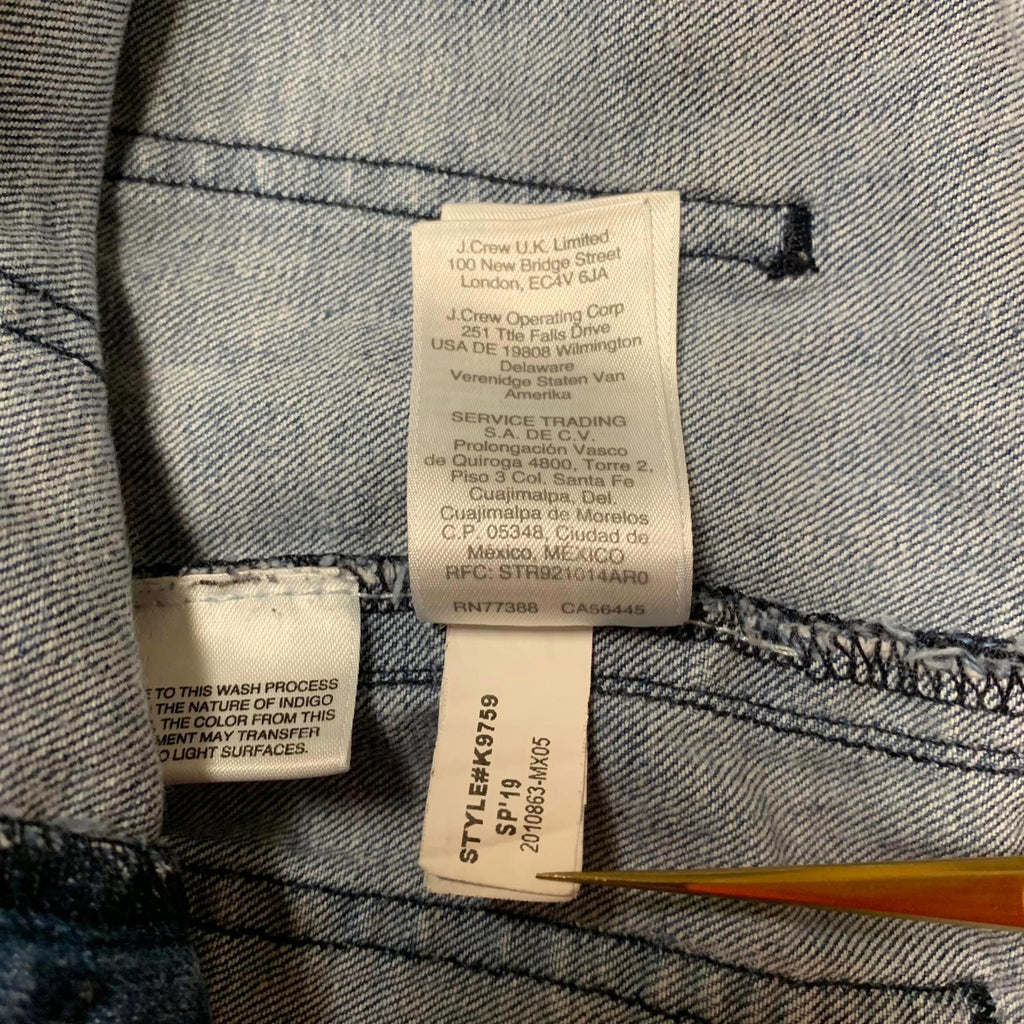 J.Crew U.K. Limited
100 New Bridge Street
London, EC4V 6JA
J.Crew Operating Corp
251 Ttle Falls Drive
USA DE 19808 Wilmington
Delaware
Verenidge Staten Van
Amerika
SERVICE TRADING
S.A. DE C.V.
Prolongación Vasco
de Quiroga 4800, Torre 2,
Piso 3 Col. Santa Fe
Cuajimalpa, Del.
Cuajimalpa de Morelos
C.P. 05348, Ciudad de
México, MEXICO
RFC: STR921014AR0
RN77388 CA56445
TO THIS WASH PROCESS
THE NATURE OF INDIGO
THE COLOR FROM THIS
MENT MAY TRANSFER
O LIGHT SURFACES.
STYLE#K9759
SP'19
2010863-MX05